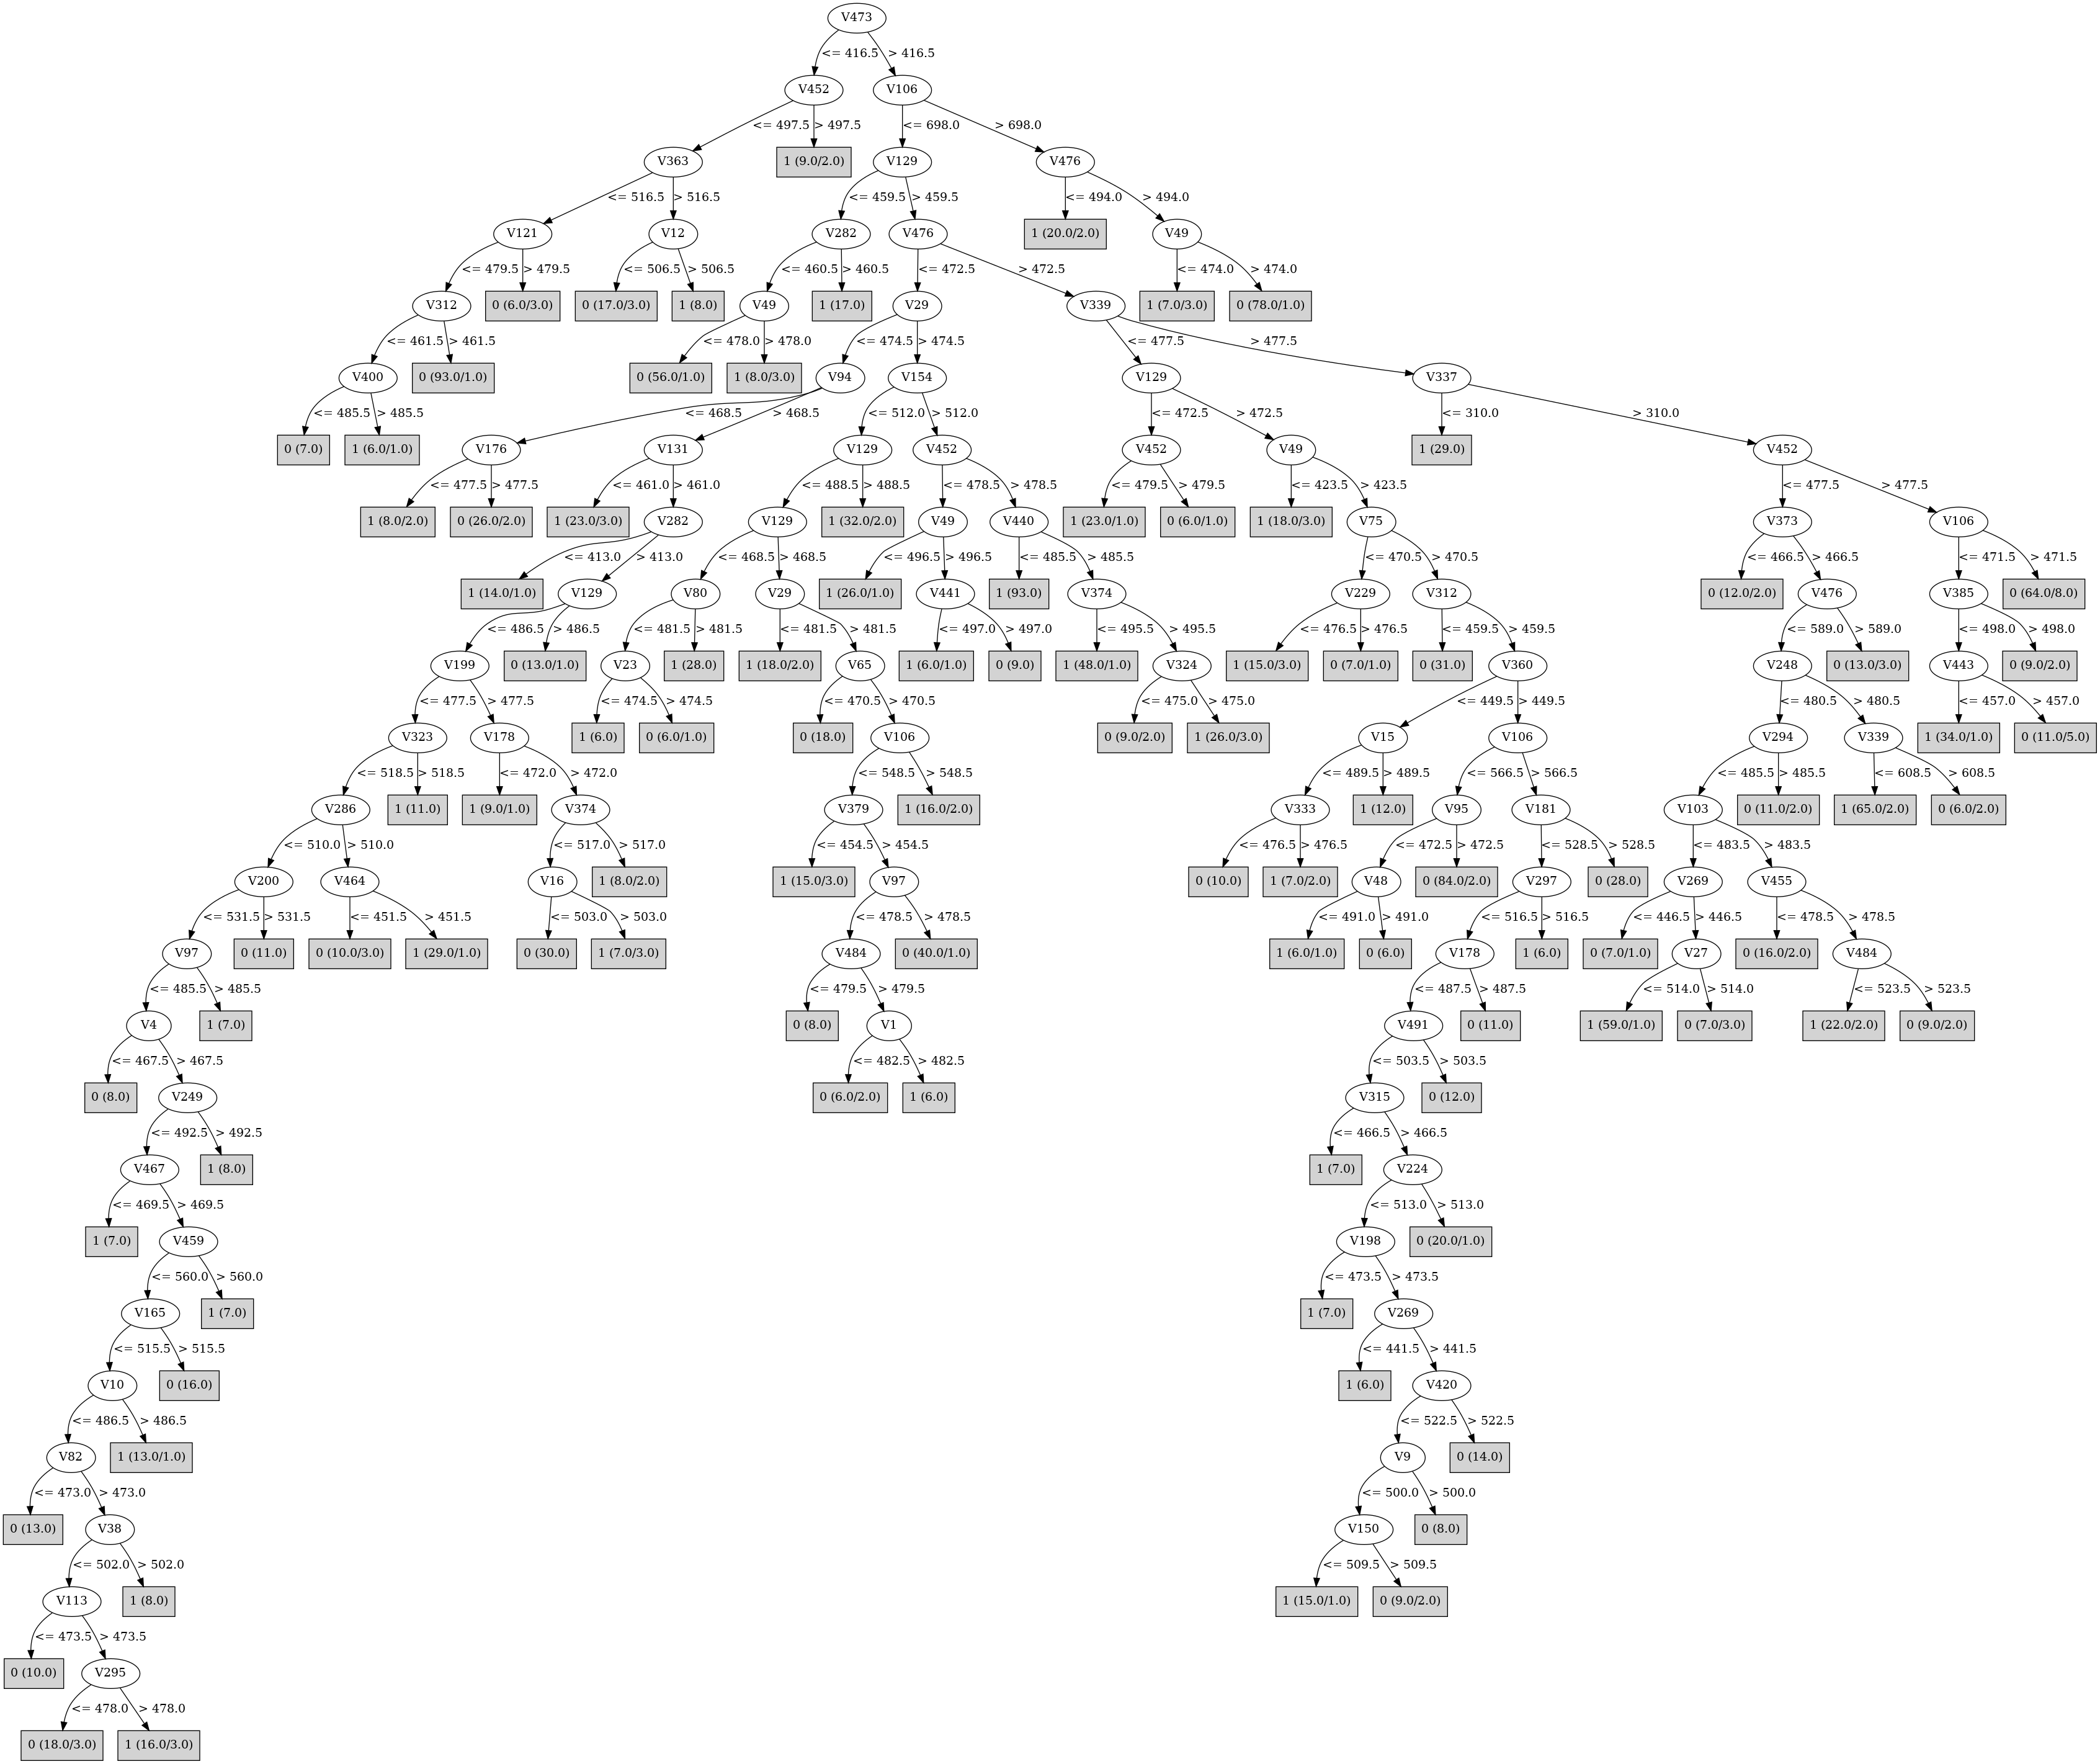 V473
<= 416.5 > 416.5
V452 V106
<= 497.5 > 497.5 <= 698.0 > 698.0
V363 1 (9.0/2.0) V129 V476
<= 516.5 > 516.5 <= 459.5 > 459.5 <= 494.0 > 494.0
V121 V12 V282 V476 1 (20.0/2.0) V49
<= 479.5 > 479.5 <= 506.5 > 506.5 <= 460.5 > 460.5 <= 472.5 > 472.5 <= 474.0 > 474.0
V312 0 (6.0/3.0) 0 (17.0/3.0) 1 (8.0) V49 1 (17.0) V29 V339 1 (7.0/3.0) 0 (78.0/1.0)
<= 461.5 > 461.5 <= 478.0 > 478.0 <= 474.5 > 474.5 <= 477.5 > 477.5
V400 0 (93.0/1.0) 0 (56.0/1.0) 1 (8.0/3.0) V94 V154 V129 V337
<= 485.5 > 485.5 <= 468.5 > 468.5 <= 512.0 > 512.0 <= 472.5 > 472.5 <= 310.0 > 310.0
0 (7.0) 1 (6.0/1.0) V176 V131 V129 V452 V452 V49 1 (29.0) V452
<= 477.5 > 477.5 <= 461.0 > 461.0 <= 488.5 > 488.5 <= 478.5 > 478.5 <= 479.5 > 479.5 <= 423.5 > 423.5 <= 477.5 > 477.5
1 (8.0/2.0) 0 (26.0/2.0) 1 (23.0/3.0) V282 V129 1 (32.0/2.0) V49 V440 1 (23.0/1.0) 0 (6.0/1.0) 1 (18.0/3.0) V75 V373 V106
<= 413.0 > 413.0 <= 468.5 > 468.5 <= 496.5 > 496.5 <= 485.5 > 485.5 <= 470.5 > 470.5 <= 466.5 > 466.5 <= 471.5 > 471.5
1 (14.0/1.0) V129 V80 V29 1 (26.0/1.0) V441 1 (93.0) V374 V229 V312 0 (12.0/2.0) V476 V385 0 (64.0/8.0)
<= 486.5 > 486.5 <= 481.5 > 481.5 <= 481.5 > 481.5 <= 497.0 > 497.0 <= 495.5 > 495.5 <= 476.5 > 476.5 <= 459.5 > 459.5 <= 589.0 > 589.0 <= 498.0 > 498.0
V199 0 (13.0/1.0) V23 1 (28.0) 1 (18.0/2.0) V65 1 (6.0/1.0) 0 (9.0) 1 (48.0/1.0) V324 1 (15.0/3.0) 0 (7.0/1.0) 0 (31.0) V360 V248 0 (13.0/3.0) V443 0 (9.0/2.0)
<= 477.5 > 477.5 <= 474.5 > 474.5 <= 470.5 > 470.5 <= 475.0 > 475.0 <= 449.5 > 449.5 <= 480.5 > 480.5 <= 457.0 > 457.0
V323 V178 1 (6.0) 0 (6.0/1.0) 0 (18.0) V106 0 (9.0/2.0) 1 (26.0/3.0) V15 V106 V294 V339 1 (34.0/1.0) 0 (11.0/5.0)
<= 518.5 > 518.5 <= 472.0 > 472.0 <= 548.5 > 548.5 <= 489.5 > 489.5 <= 566.5 > 566.5 <= 485.5 > 485.5 <= 608.5 > 608.5
V286 1 (11.0) 1 (9.0/1.0) V374 V379 1 (16.0/2.0) V333 1 (12.0) V95 V181 V103 0 (11.0/2.0) 1 (65.0/2.0) 0 (6.0/2.0)
<= 510.0 > 510.0 <= 517.0 > 517.0 <= 454.5 > 454.5 <= 476.5 > 476.5 <= 472.5 > 472.5 <= 528.5 > 528.5 <= 483.5 > 483.5
V200 V464 V16 1 (8.0/2.0) 1 (15.0/3.0) V97 0 (10.0) 1 (7.0/2.0) V48 0 (84.0/2.0) V297 0 (28.0) V269 V455
<= 531.5 > 531.5 <= 451.5 > 451.5 <= 503.0 > 503.0 <= 478.5 > 478.5 <= 491.0 > 491.0 <= 516.5 > 516.5 <= 446.5 > 446.5 <= 478.5 > 478.5
V97 0 (11.0) 0 (10.0/3.0) 1 (29.0/1.0) 0 (30.0) 1 (7.0/3.0) V484 0 (40.0/1.0) 1 (6.0/1.0) 0 (6.0) V178 1 (6.0) 0 (7.0/1.0) V27 0 (16.0/2.0) V484
<= 485.5 > 485.5 <= 479.5 > 479.5 <= 487.5 > 487.5 <= 514.0 > 514.0 <= 523.5 > 523.5
V4 1 (7.0) 0 (8.0) V1 V491 0 (11.0) 1 (59.0/1.0) 0 (7.0/3.0) 1 (22.0/2.0) 0 (9.0/2.0)
<= 467.5 > 467.5 <= 482.5 > 482.5 <= 503.5 > 503.5
0 (8.0) V249 0 (6.0/2.0) 1 (6.0) V315 0 (12.0)
<= 492.5 > 492.5 <= 466.5 > 466.5
V467 1 (8.0) 1 (7.0) V224
<= 469.5 > 469.5 <= 513.0 > 513.0
1 (7.0) V459 V198 0 (20.0/1.0)
<= 560.0 > 560.0 <= 473.5 > 473.5
V165 1 (7.0) 1 (7.0) V269
<= 515.5 > 515.5 <= 441.5 > 441.5
V10 0 (16.0) 1 (6.0) V420
<= 486.5 > 486.5 <= 522.5 > 522.5
V82 1 (13.0/1.0) V9 0 (14.0)
<= 473.0 > 473.0 <= 500.0 > 500.0
0 (13.0) V38 V150 0 (8.0)
<= 502.0 > 502.0 <= 509.5 > 509.5
V113 1 (8.0) 1 (15.0/1.0) 0 (9.0/2.0)
<= 473.5 > 473.5
0 (10.0) V295
<= 478.0 > 478.0
0 (18.0/3.0) 1 (16.0/3.0)